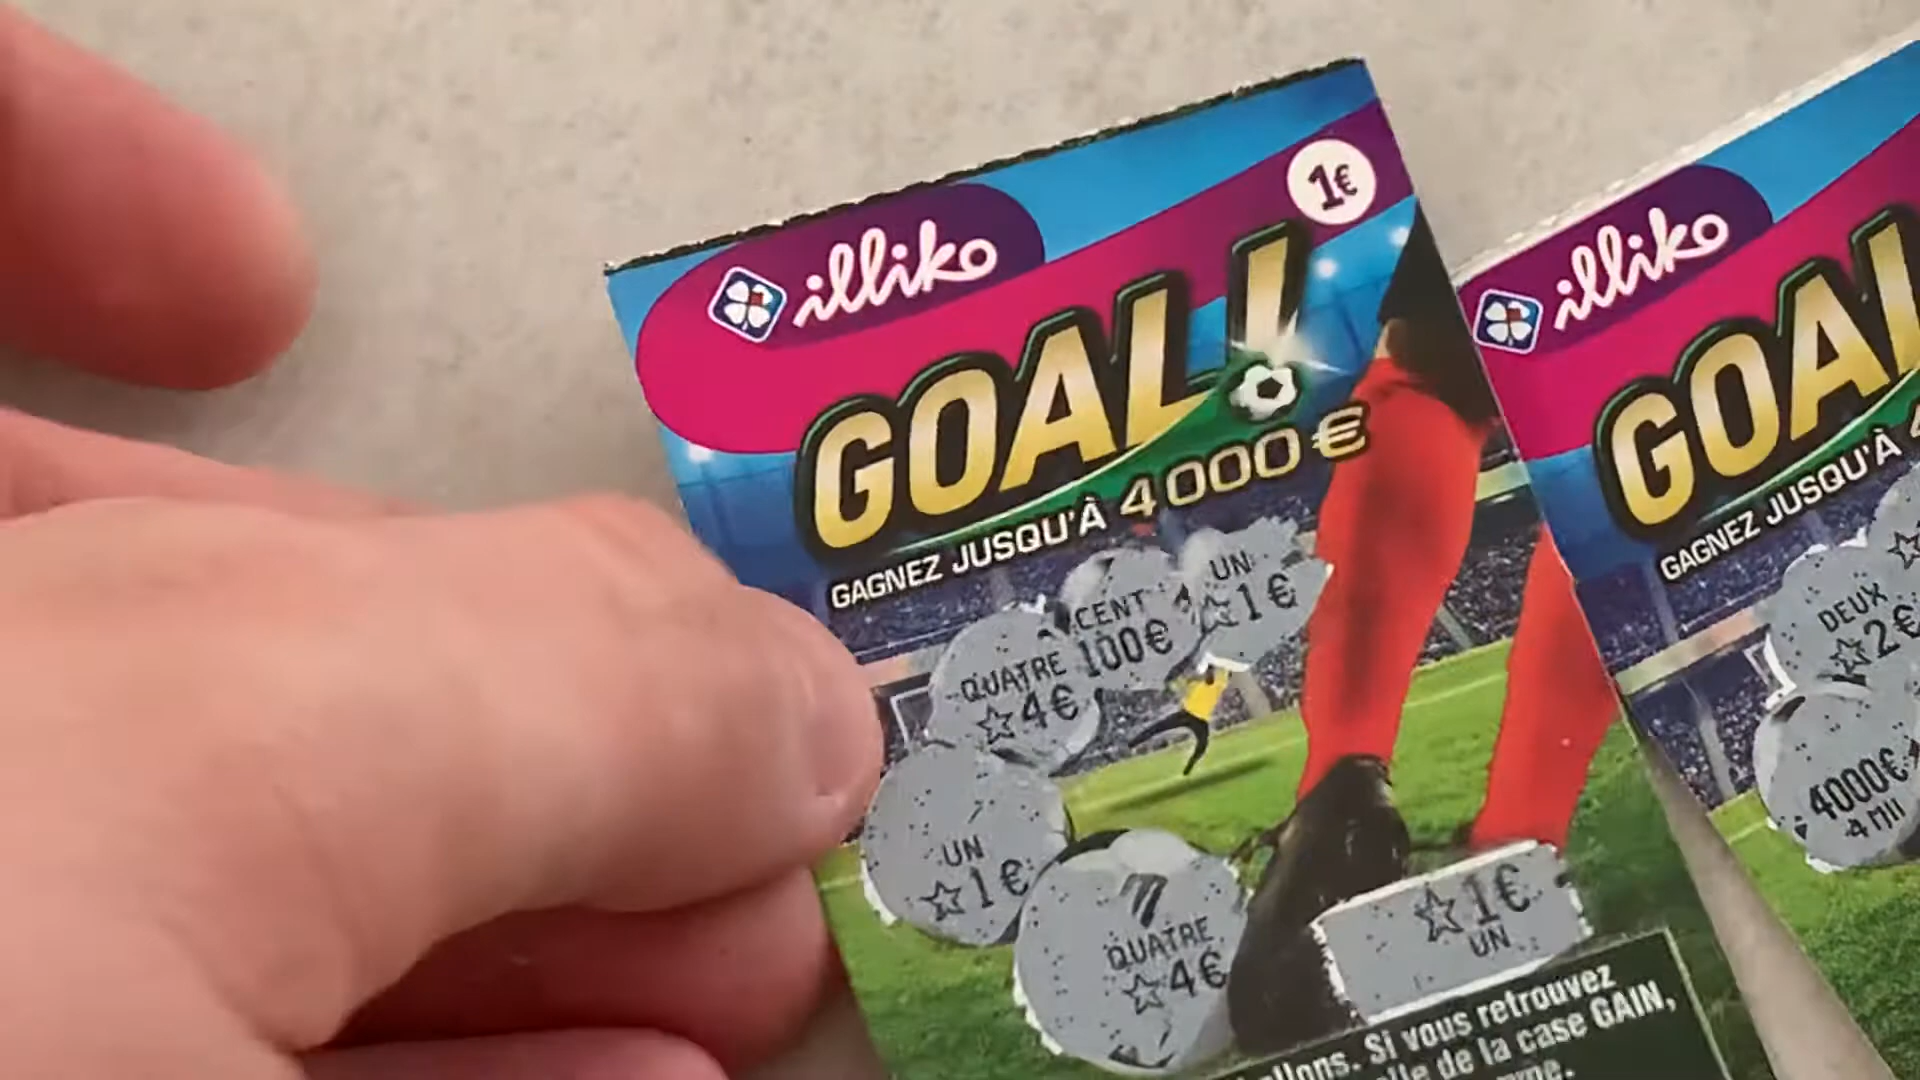 illiko
1€
GOAL!
GAGNEZ JUSQU'À 4 000 €
UN
1€
CENT
100€
QUATRE
4€
UN
1€
QUATRE
4€
1€
UN
Si vous retrouvez
de la case GAIN,
illiko
GOAL
GAGNEZ JUSQU'À 4
DEUX
2€
4000€